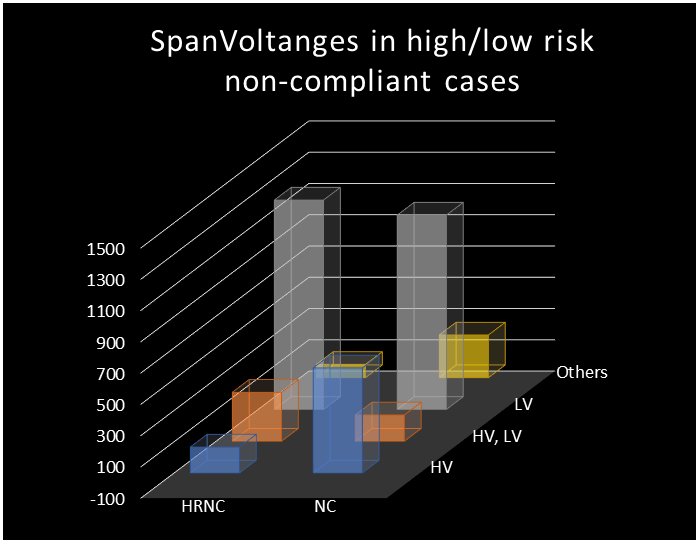 SpanVoltanges in high/low risk
non-compliant cases
1500
1300
1100
900
700
500
300
100
-100
Others
LV
HV, LV
HV
HRNC
NC